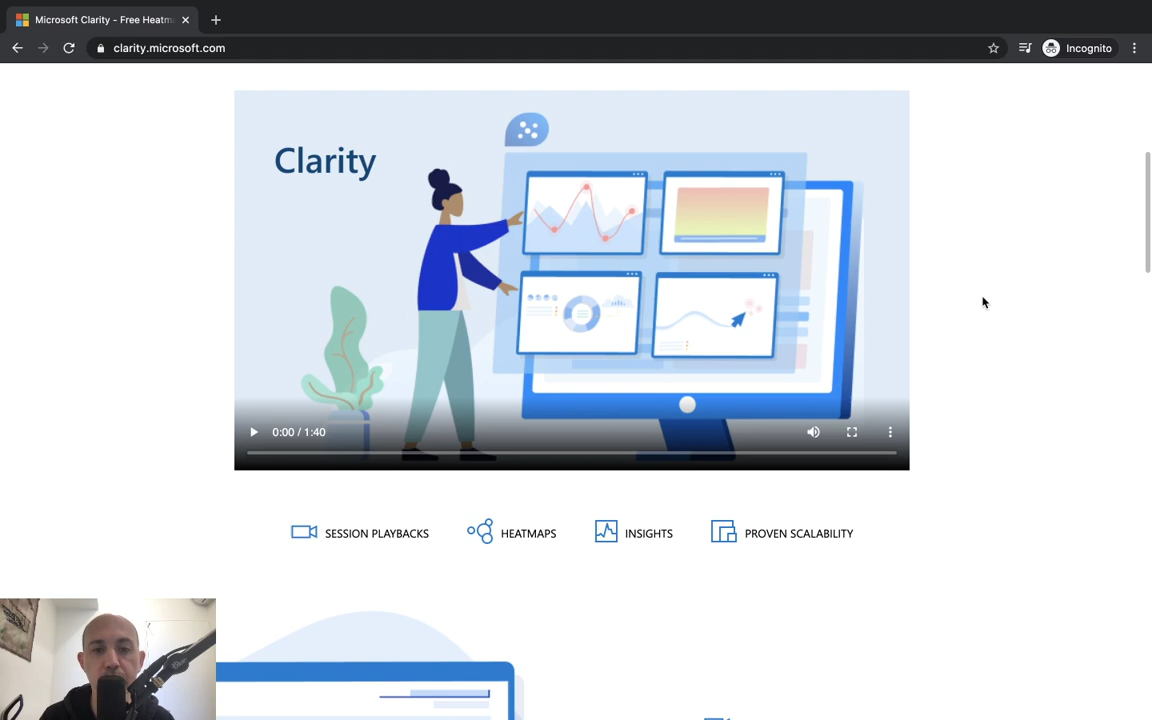 Microsoft Clarity - Free Heatm
clarity.microsoft.com
Incognito
Clarity
0:00 / 1:40
SESSION PLAYBACKS
HEATMAPS
INSIGHTS
PROVEN SCALABILITY